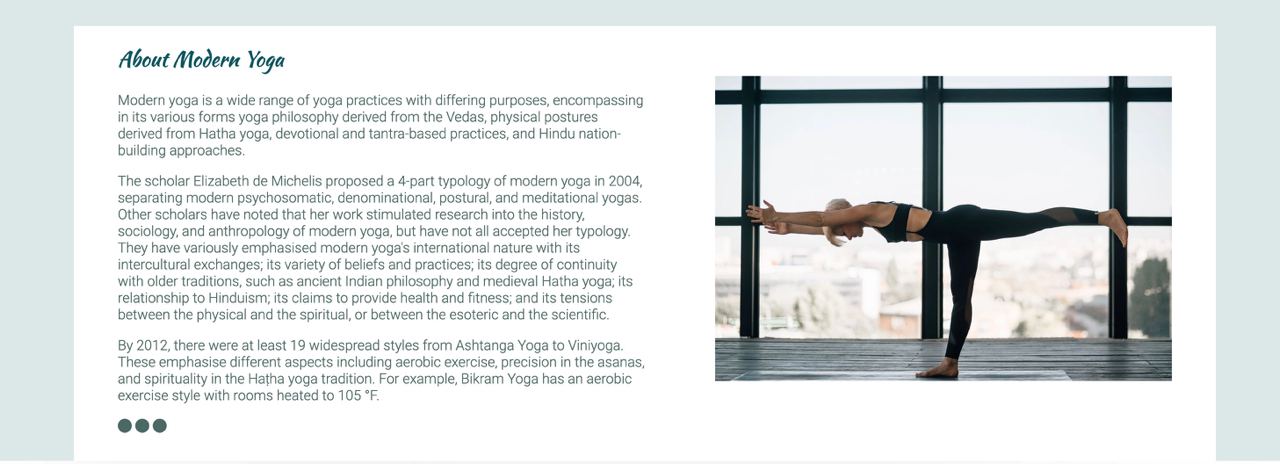 About Modern Yoga
Modern yoga is a wide range of yoga practices with differing purposes, encompassing
in its various forms yoga philosophy derived from the Vedas, physical postures
derived from Hatha yoga, devotional and tantra-based practices, and Hindu nation-
building approaches.
The scholar Elizabeth de Michelis proposed a 4-part typology of modern yoga in 2004,
separating modern psychosomatic, denominational, postural, and meditational yogas.
Other scholars have noted that her work stimulated research into the history,
sociology, and anthropology of modern yoga, but have not all accepted her typology.
They have variously emphasised modern yoga's international nature with its
intercultural exchanges; its variety of beliefs and practices; its degree of continuity
with older traditions, such as ancient Indian philosophy and medieval Hatha yoga; its
relationship to Hinduism; its claims to provide health and fitness; and its tensions
between the physical and the spiritual, or between the esoteric and the scientific.
By 2012, there were at least 19 widespread styles from Ashtanga Yoga to Viniyoga.
These emphasise different aspects including aerobic exercise, precision in the asanas,
and spirituality in the Haṭha yoga tradition. For example, Bikram Yoga has an aerobic
exercise style with rooms heated to 105 °F.